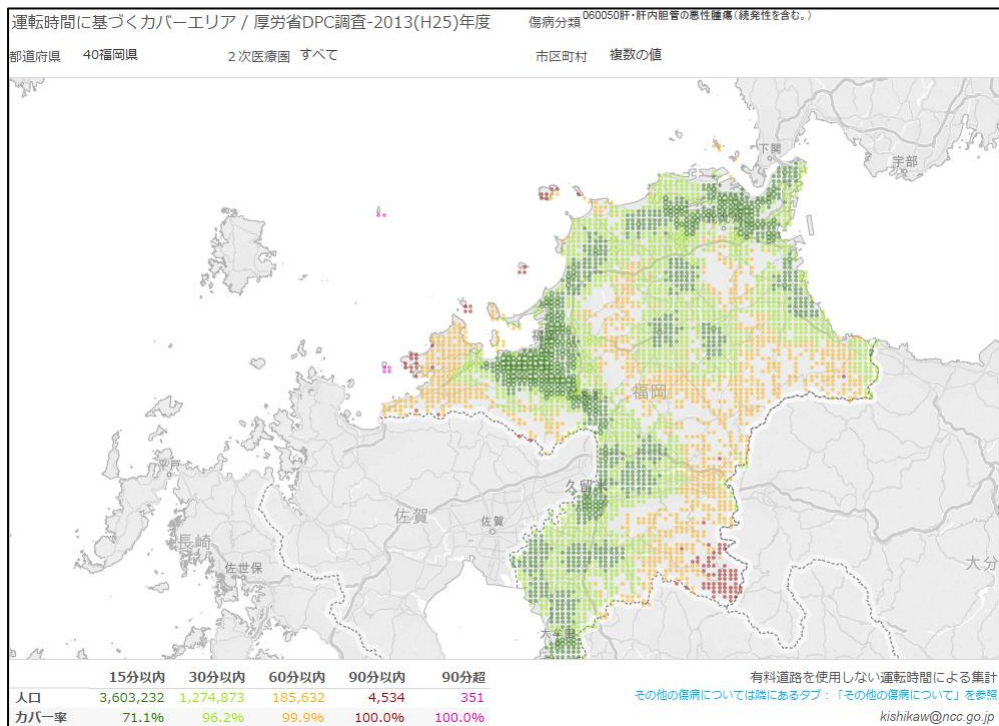 運転時間に基づくカバーエリア / 厚労省DPC調査-2013(H25)年度 傷病分類 060050肝・肝内胆管の悪性腫瘍(続発性を含む。)
都道府県 40福岡県 2次医療圏 すべて 市区町村 複数の値
下関
宇部
福岡
平戸
久留
佐賀
佐賀
長崎
佐世保
大分
大牟田
15分以内 30分以内 60分以内 90分以内 90分超
人口 3,603,232 1,274,873 185,632 4,534 351
カバー率 71.1% 96.2% 99.9% 100.0% 100.0%
有料道路を使用しない運転時間による集計
その他の傷病については隣にあるタブ：「その他の傷病について」を参照
kishikaw@ncc.go.jp